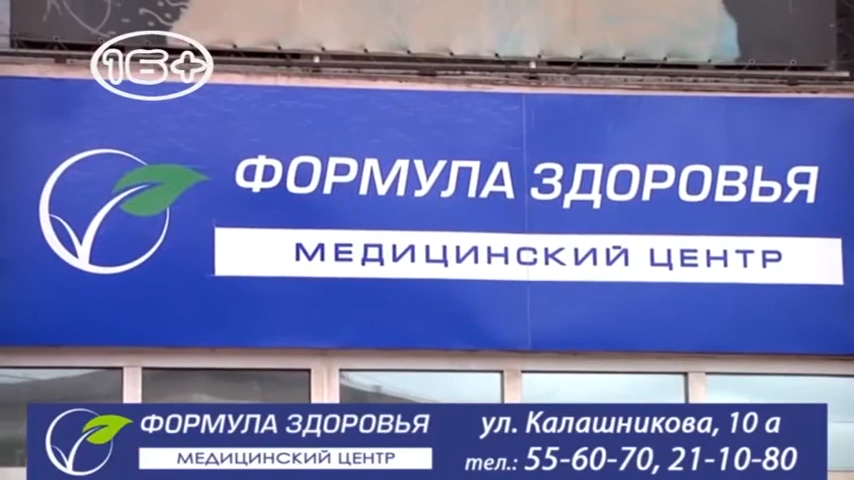 16+
ФОРМУЛА ЗДОРОВЬЯ
МЕДИЦИНСКИЙ ЦЕНТР
ФОРМУЛА ЗДОРОВЬЯ
МЕДИЦИНСКИЙ ЦЕНТР
ул. Калашникова, 10 а
тел.: 55-60-70, 21-10-80